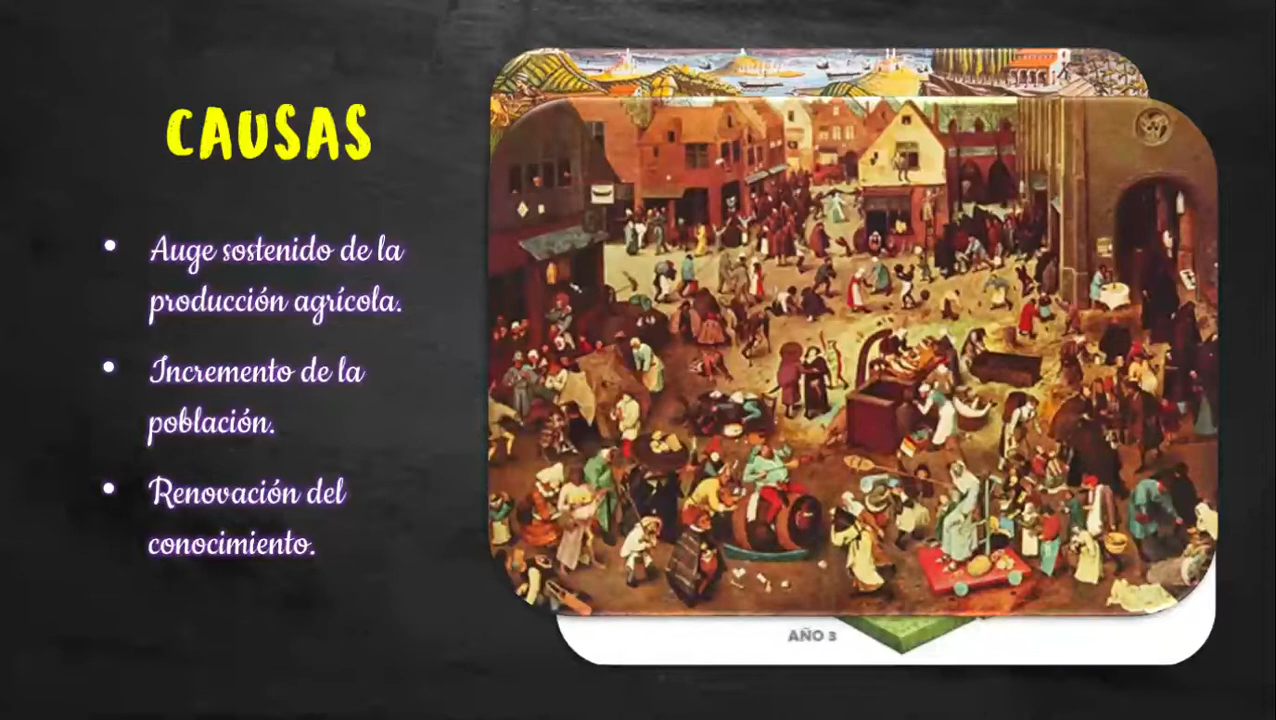 CAUSAS
• Auge sostenido de la
producción agrícola.
• Incremento de la
población.
• Renovación del
conocimiento.
AÑO 3